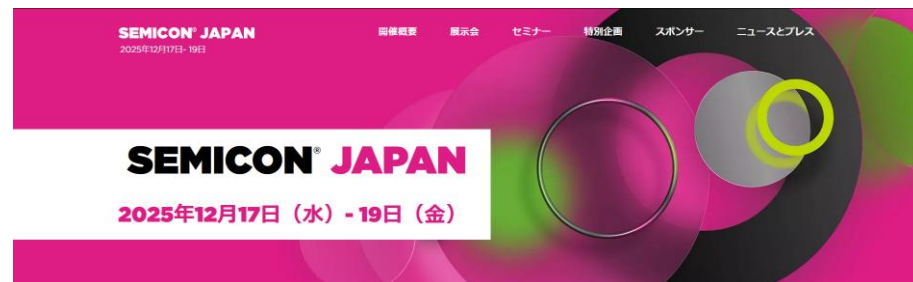 SEMICON® JAPAN
2025年12月17日- 19日
開催概要 展示会 セミナー 特別企画 スポンサー ニュースとプレス
SEMICON® JAPAN
2025年12月17日（水）- 19日（金）